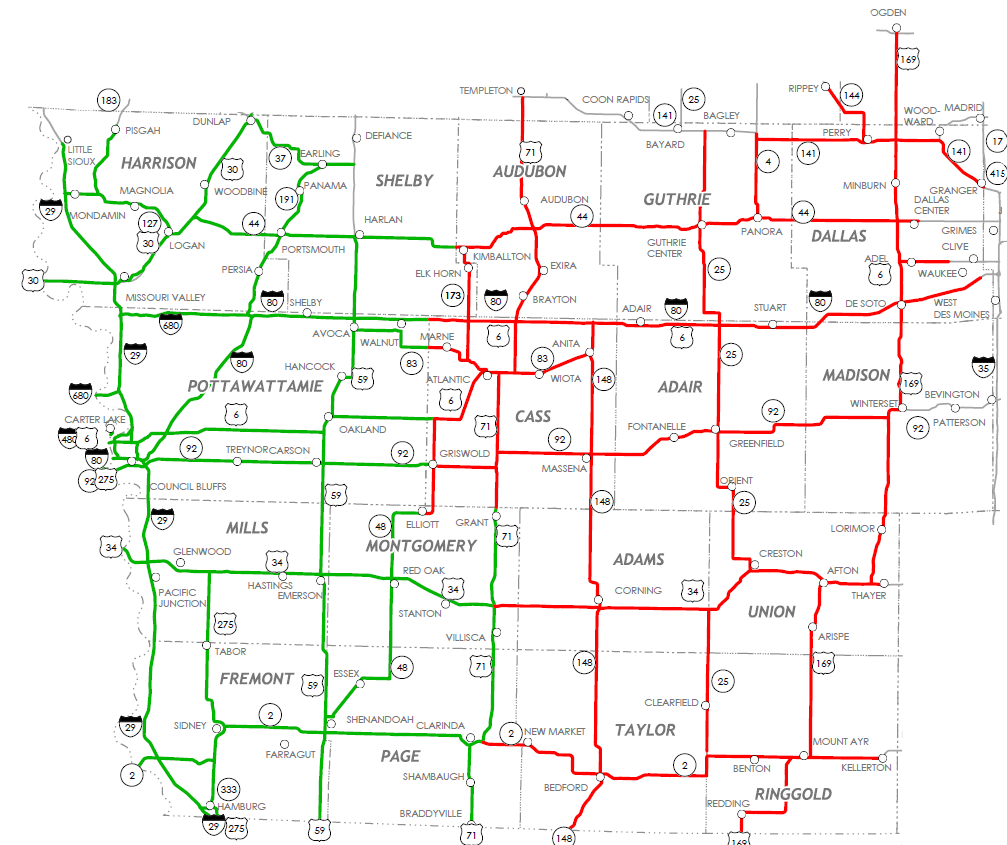 OGDEN
169
TEMPLETON
COON RAPIDS
25
RIPPEY
144
183
141
BAGLEY
WOOD-
WARD
MADRID
PISGAH
DUNLAP
DEFIANCE
BAYARD
PERRY
17
LITTLE
SIOUX
HARRISON
37
EARLING
71
4
141
141
30
SHELBY
AUDUBON
415
MAGNOLIA
WOODBINE
PANAMA
191
GUTHRIE
MINBURN
GRANGER
29
MONDAMIN
127
30
44
HARLAN
AUDUBON
44
44
DALLAS
CENTER
LOGAN
PORTSMOUTH
KIMBALLTON
GUTHRIE
CENTER
PANORA
DALLAS
GRIMES
CLIVE
PERSIA
ELK HORN
EXIRA
25
ADEL
6
WAUKEE
30
MISSOURI VALLEY
80
SHELBY
173
80
BRAYTON
ADAIR
80
STUART
80
DE SOTO
WEST
DES MOINES
680
AVOCA
WALNUT
MARNE
6
6
29
80
83
83
ANITA
25
35
HANCOCK
59
ATLANTIC
WIOTA
148
POTTAWATTAMIE
ADAIR
MADISON
169
680
6
6
CASS
WINTERSET
BEVINGTON
CARTER LAKE
71
92
PATTERSON
480
6
OAKLAND
92
FONTANELLE
GREENFIELD
92
80
92
TREYNOR
CARSON
92
GRISWOLD
MASSENA
92
275
COUNCIL BLUFFS
59
ORIENT
29
148
25
MILLS
48
ELLIOTT
GRANT
LORIMOR
34
GLENWOOD
MONTGOMERY
71
ADAMS
CRESTON
34
HASTINGS
EMERSON
RED OAK
34
CORNING
34
AFTON
PACIFIC
JUNCTION
STANTON
THAYER
275
UNION
VILLISCA
ARISPE
TABOR
ESSEX
48
71
148
169
FREMONT
59
25
CLEARFIELD
29
SIDNEY
2
SHENANDOAH
CLARINDA
2
NEW MARKET
TAYLOR
FARRAGUT
PAGE
MOUNT AYR
2
SHAMBAUGH
2
BENTON
KELLERTON
333
BEDFORD
HAMBURG
BRADDYVILLE
REDDING
RINGGOLD
29
275
59
71
148
169